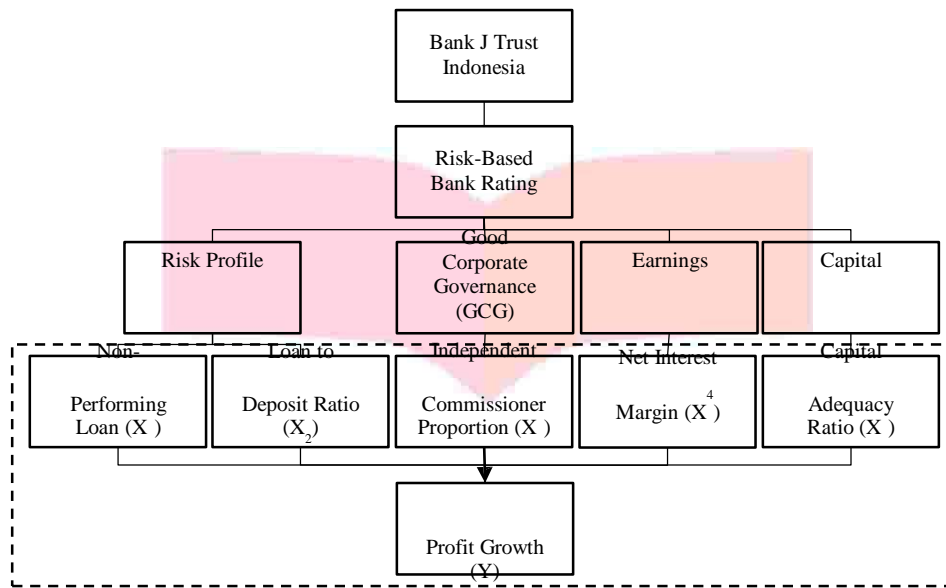 Bank J Trust
Indonesia
Risk-Based
Bank Rating
Risk Profile
Good
Corporate
Governance
(GCG)
Earnings
Capital
Non-
Performing
Loan (X )
Loan to
Deposit Ratio
(X2)
Independent
Commissioner
Proportion (X )
Net Interest
Margin (X4)
Capital
Adequacy
Ratio (X )
Profit Growth
(Y)